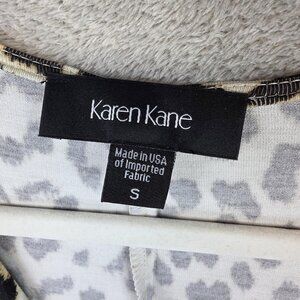 Karen Kane
Made in USA
of Imported
Fabric
S